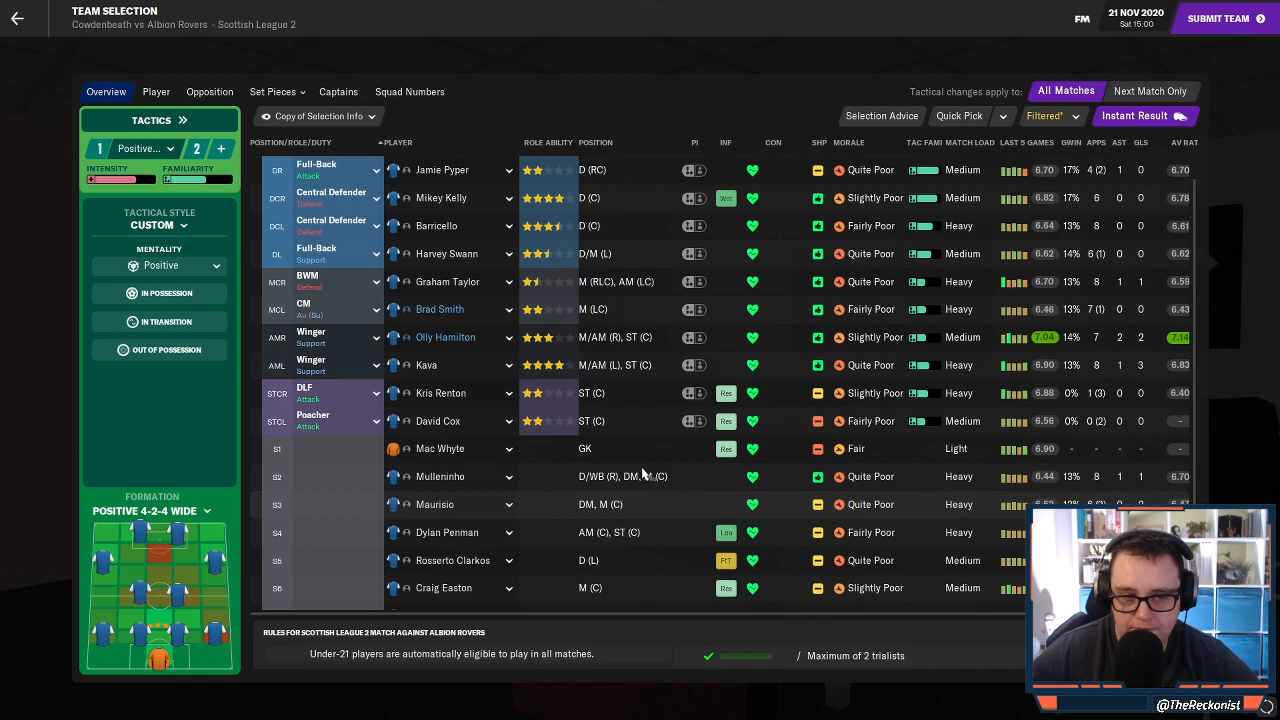 TEAM SELECTION
Cowdenbeath vs Albion Rovers - Scottish League 2
FM
21 NOV 2020
Sat 15:00
SUBMIT TEAM
Overview Player Opposition Set Pieces Captains Squad Numbers
Tactical changes apply to: All Matches Next Match Only
TACTICS
Copy of Selection Info
Selection Advice Quick Pick Filtered* Instant Result
1 Positive... 2 +
INTENSITY FAMILIARITY
TACTICAL STYLE
CUSTOM
MENTALITY
Positive
IN POSSESSION
IN TRANSITION
OUT OF POSSESSION
FORMATION
POSITIVE 4-2-4 WIDE
POSITION/ROLE/DUTY PLAYER ROLE ABILITY POSITION PI INF CON SHP MORALE TAC FAMI MATCH LOAD LAST 5 GAMES GWIN APPS AST GLS AV RAT
DR Full-Back Attack Jamie Pyper D (RC) Quite Poor Medium 6.70 17% 4 (2) 1 0 6.70
DCR Central Defender Defend Mikey Kelly D (C) Wnt Slightly Poor Medium 6.82 17% 6 0 0 6.78
DCL Central Defender Defend Barricello D (C) Fairly Poor Medium 6.64 13% 8 0 0 6.61
DL Full-Back Support Harvey Swann D/M (L) Quite Poor Medium 6.62 14% 6 (1) 0 0 6.62
MCR BWM Defend Graham Taylor M (RLC), AM (LC) Quite Poor Heavy 6.70 13% 8 1 1 6.59
MCL CM Au (Su) Brad Smith M (LC) Fairly Poor Heavy 6.46 13% 7 (1) 0 0 6.43
AMR Winger Support Olly Hamilton M/AM (R), ST (C) Slightly Poor Medium 7.04 14% 7 2 2 7.14
AML Winger Support Kava M/AM (L), ST (C) Quite Poor Heavy 6.90 13% 8 1 3 6.83
STCR DLF Attack Kris Renton ST (C) Res Slightly Poor Heavy 6.88 0% 1 (3) 0 0 6.40
STCL Poacher Attack David Cox ST (C) Res Fairly Poor Heavy 6.56 0% 0 (2) 0 0 -
S1 Mac Whyte GK Res Fair Light 6.90 - - - - -
S2 Mulleninho D/WB (R), DM, M (C) Quite Poor Heavy 6.44 13% 8 1 1 6.70
S3 Maurisio DM, M (C) Quite Poor Heavy
S4 Dylan Penman AM (C), ST (C) Loa Fairly Poor Heavy
S5 Rosserto Clarkos D (L) FtT Quite Poor Medium
S6 Craig Easton M (C) Res Slightly Poor Heavy
RULES FOR SCOTTISH LEAGUE 2 MATCH AGAINST ALBION ROVERS
Under-21 players are automatically eligible to play in all matches.
/ Maximum of 2 trialists
@TheReckonist